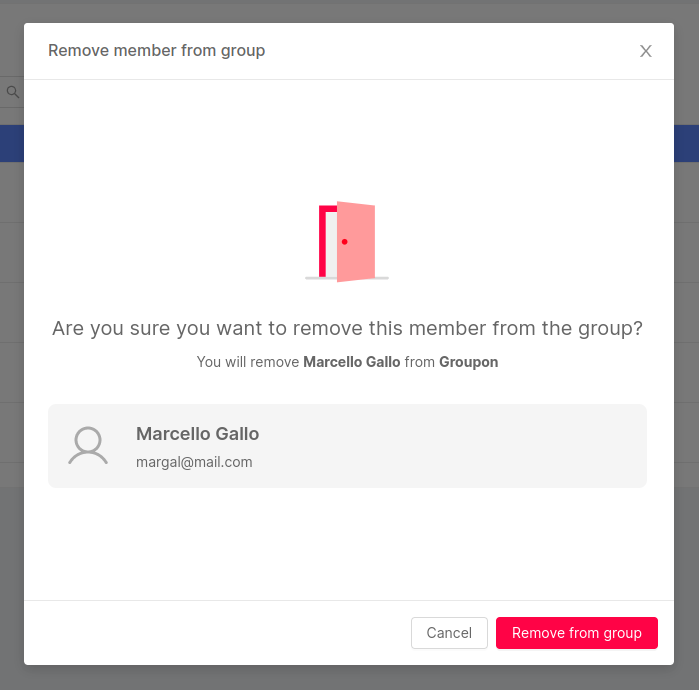 Remove member from group
Are you sure you want to remove this member from the group?
You will remove Marcello Gallo from Groupon
Marcello Gallo
margal@mail.com
Cancel
Remove from group